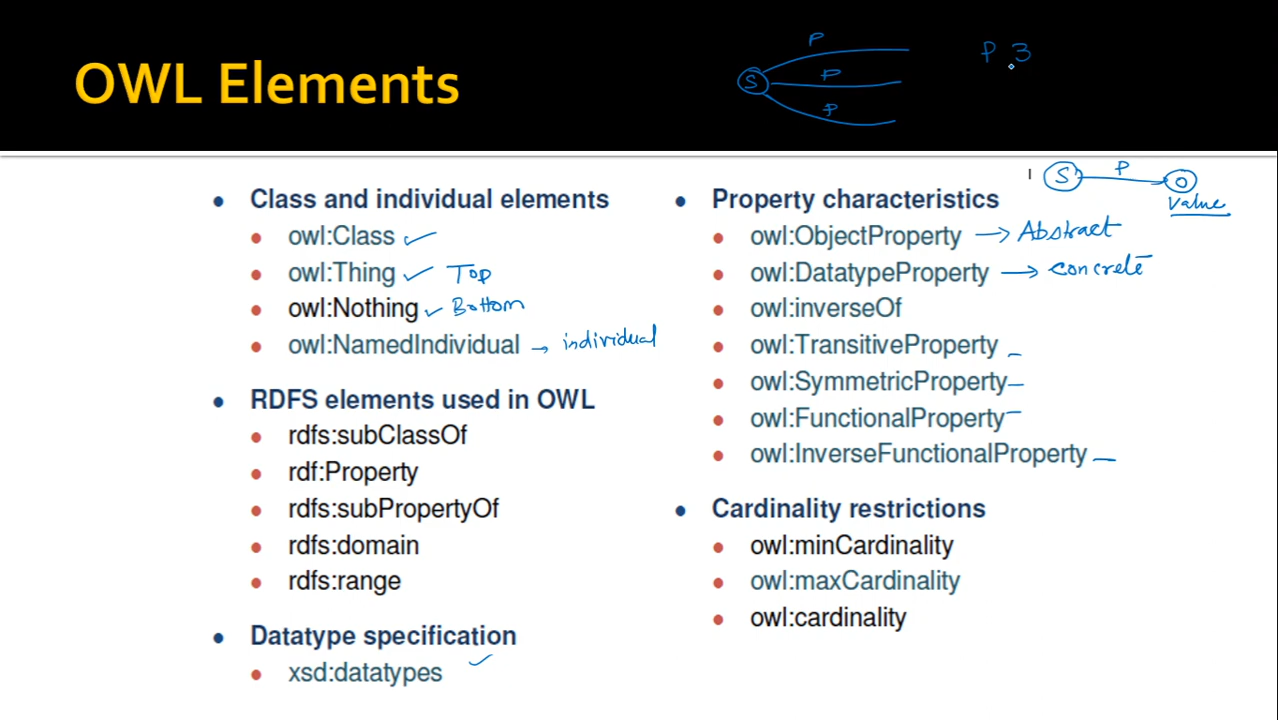 OWL Elements
P
P
P
S
P 3
Class and individual elements
owl:Class
owl:Thing Top
owl:Nothing Bottom
owl:NamedIndividual → individual
RDFS elements used in OWL
rdfs:subClassOf
rdf:Property
rdfs:subPropertyOf
rdfs:domain
rdfs:range
Datatype specification
xsd:datatypes
S P O
value
Property characteristics
owl:ObjectProperty → Abstract
owl:DatatypeProperty → concrete
owl:inverseOf
owl:TransitiveProperty
owl:SymmetricProperty
owl:FunctionalProperty
owl:InverseFunctionalProperty
Cardinality restrictions
owl:minCardinality
owl:maxCardinality
owl:cardinality